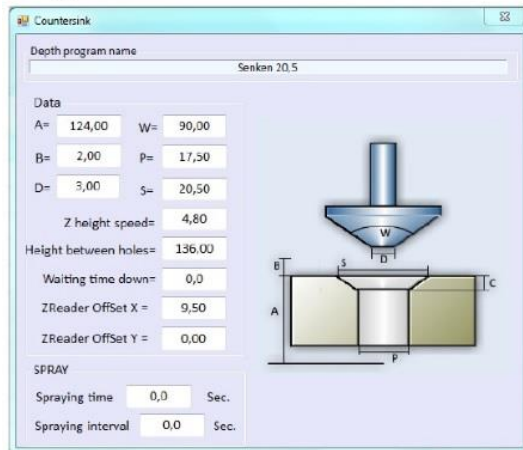 Countersink
Depth program name
Senken 20,5
Data
A= 124,00 W= 90,00
B= 2,00 P= 17,50
D= 3,00 S= 20,50
Z height speed= 4,80
Height between holes= 136,00
Waiting time down= 0,0
ZReader OffSet X = 9,50
ZReader OffSet Y = 0,00
SPRAY
Spraying time 0,0 Sec.
Spraying interval 0,0 Sec.
W
D
B S
C
A
P